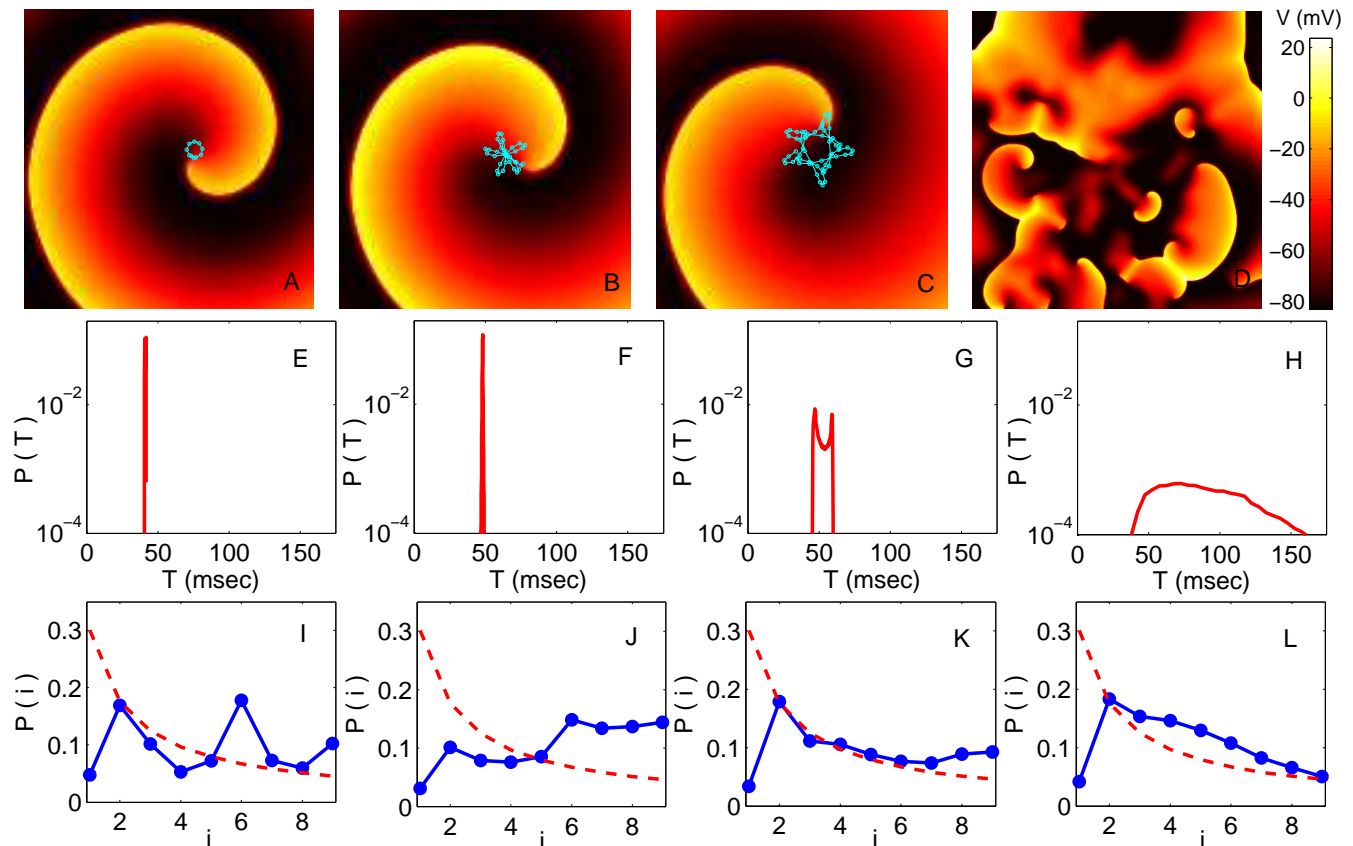 V (mV)
20
0
−20
−40
−60
−80
A
B
C
D
E
F
G
H
P ( T )
10−2
10−4
0 50 100 150
T (msec)
P ( T )
10−2
10−4
0 50 100 150
T (msec)
P ( T )
10−2
10−4
0 50 100 150
T (msec)
P ( T )
10−2
10−4
0 50 100 150
T (msec)
I
J
K
L
P ( i )
0.3
0.2
0.1
0
2 4 6 8
i
P ( i )
0.3
0.2
0.1
0
2 4 6 8
i
P ( i )
0.3
0.2
0.1
0
2 4 6 8
i
P ( i )
0.3
0.2
0.1
0
2 4 6 8
i